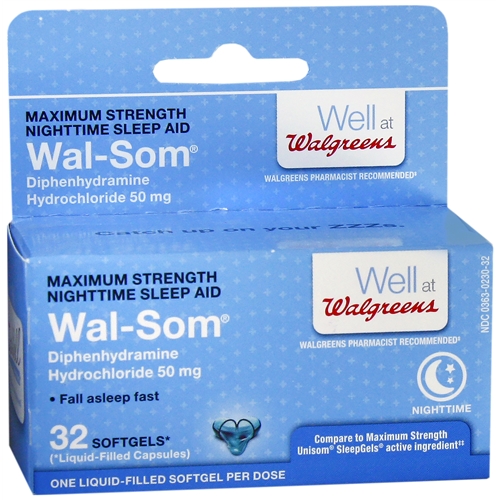 MAXIMUM STRENGTH
NIGHTTIME SLEEP AID
Wal-Som®
Diphenhydramine
Hydrochloride 50 mg
Well at
Walgreens
WALGREENS PHARMACIST RECOMMENDED‡
Catch up on your ZZZs.
MAXIMUM STRENGTH
NIGHTTIME SLEEP AID
Wal-Som®
Diphenhydramine
Hydrochloride 50 mg
• Fall asleep fast
32 SOFTGELS*
(*Liquid-Filled Capsules)
ONE LIQUID-FILLED SOFTGEL PER DOSE
Well at
Walgreens
WALGREENS PHARMACIST RECOMMENDED‡
NIGHTTIME
Compare to Maximum Strength
Unisom® SleepGels® active ingredient‡‡
NDC 0363-0230-32